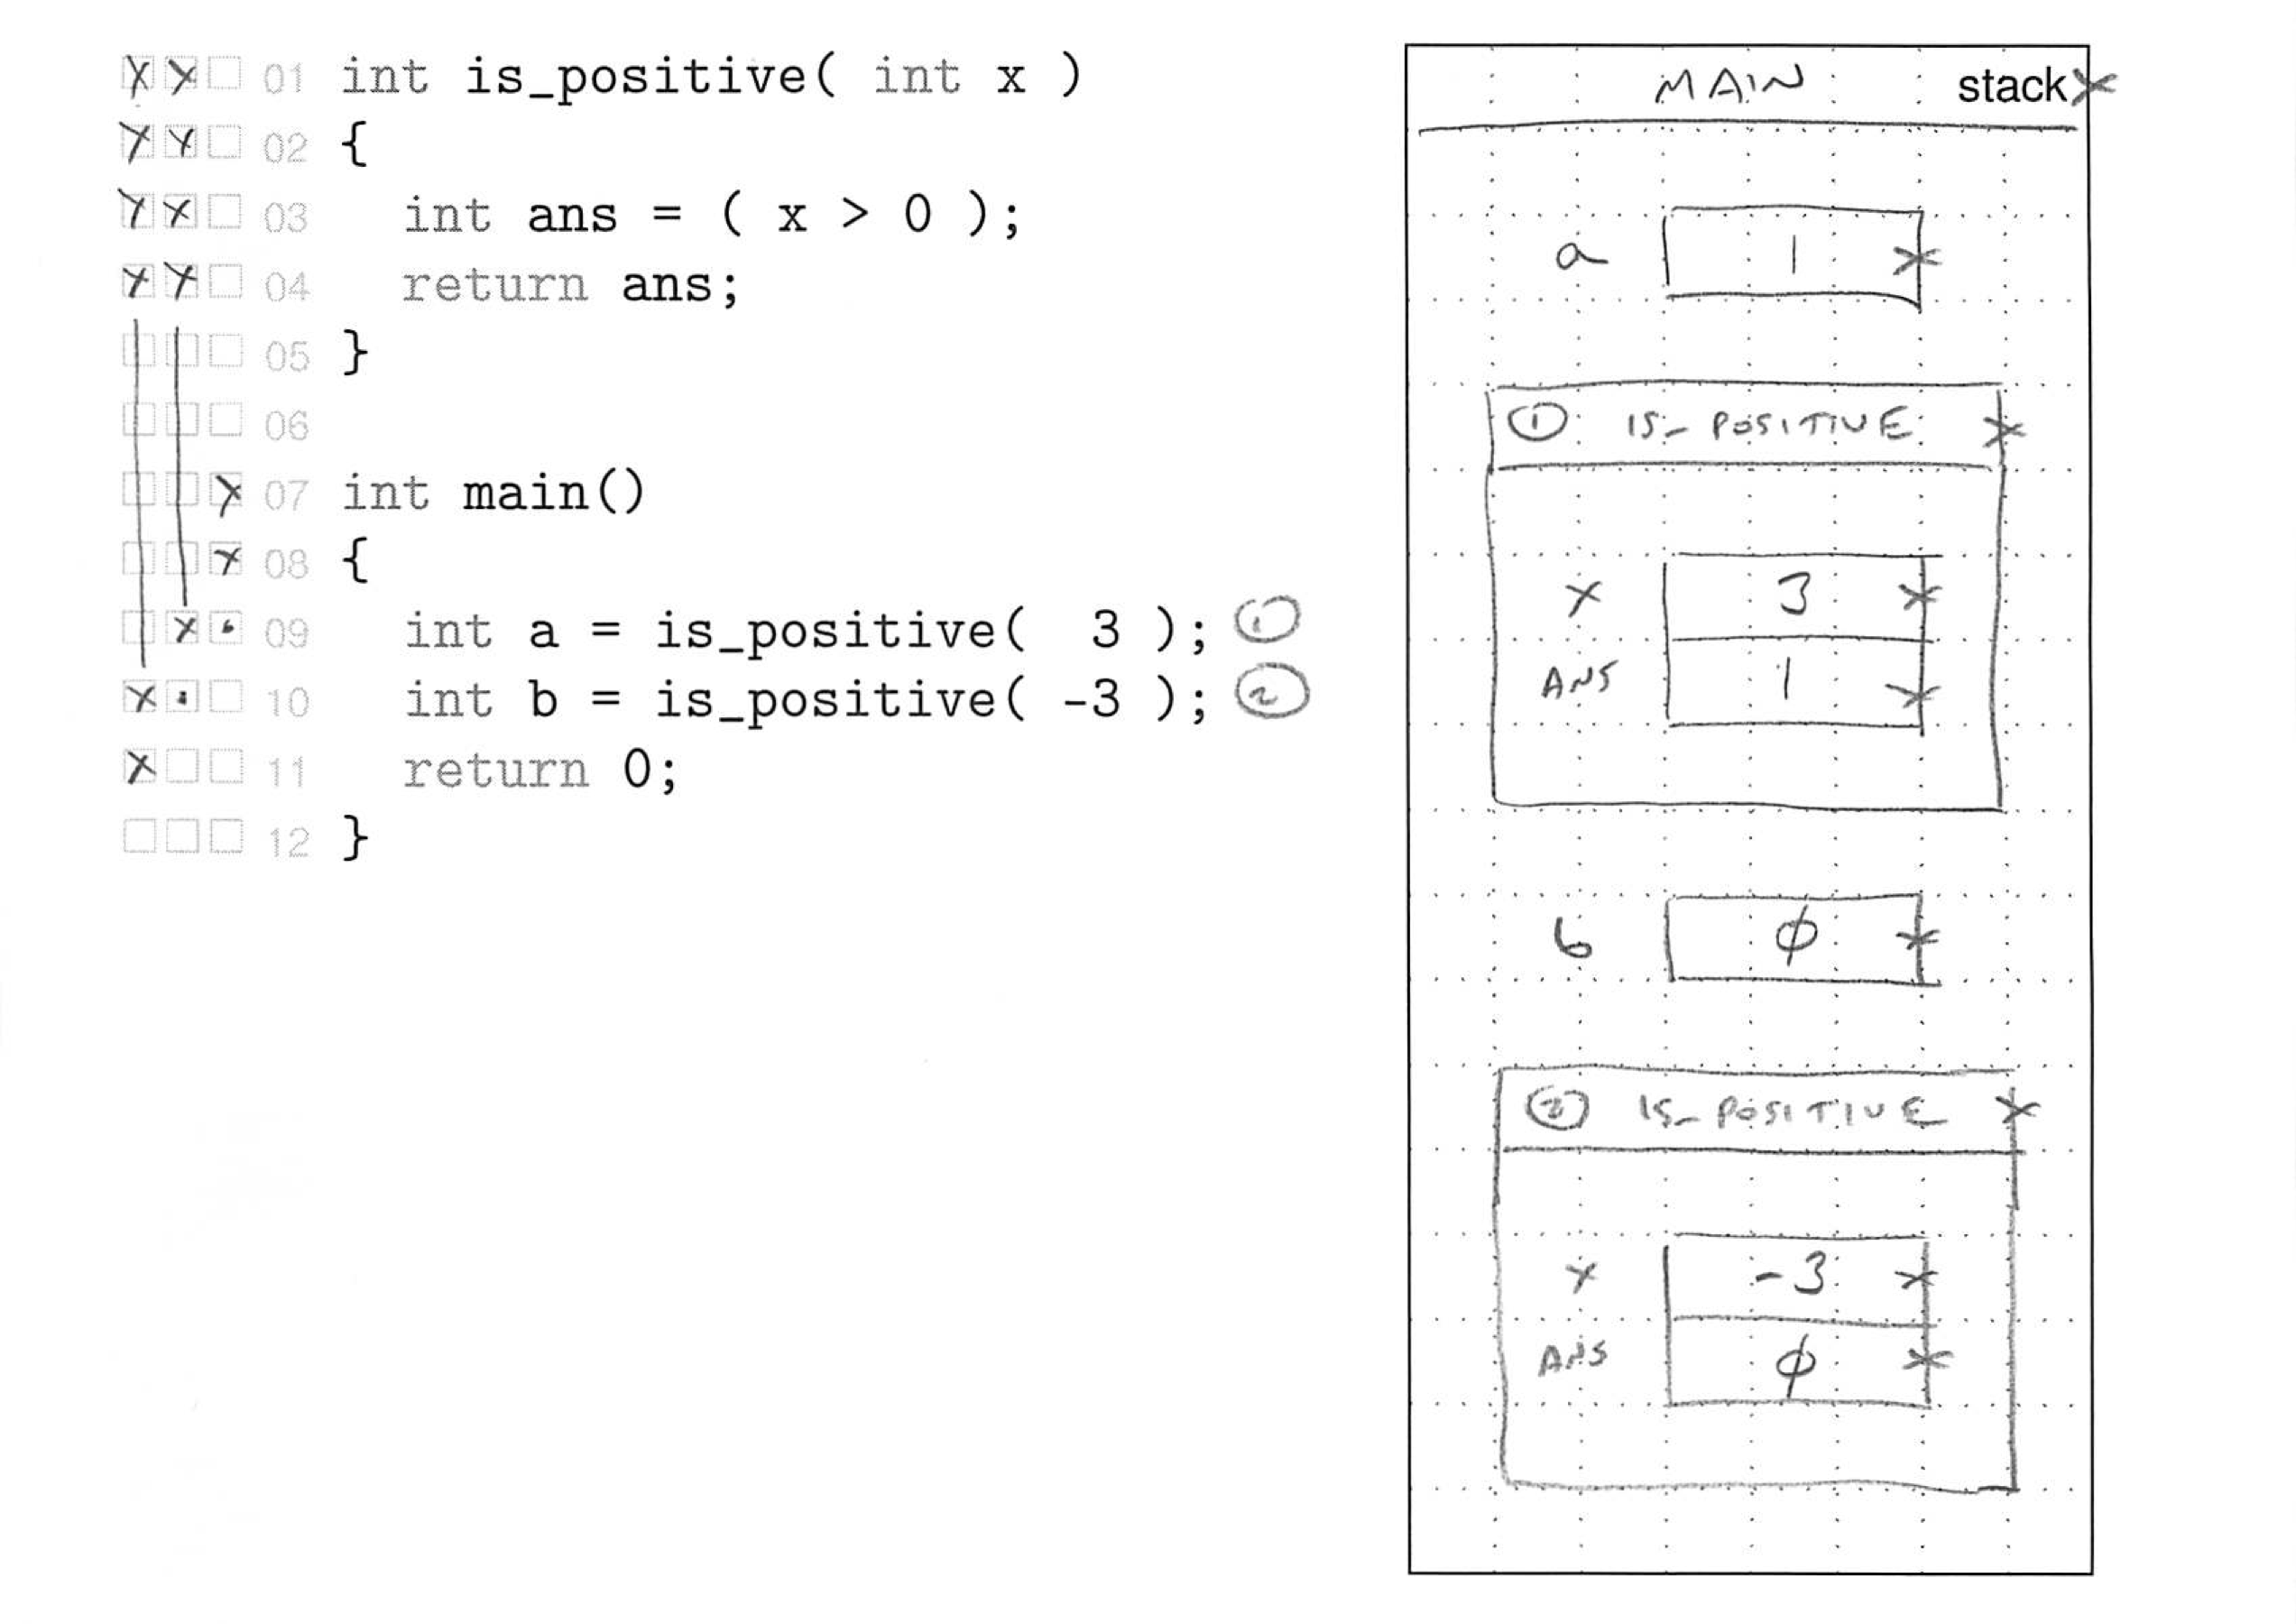 01 int is_positive( int x )
02 {
03 int ans = ( x > 0 );
04 return ans;
05 }
06
07 int main()
08 {
09 int a = is_positive( 3 ); ①
10 int b = is_positive( -3 ); ②
11 return 0;
12 }
MAIN stack
a 1
① IS_POSITIVE
x 3
ANS 1
b 0
② IS_POSITIVE
x -3
ANS 0